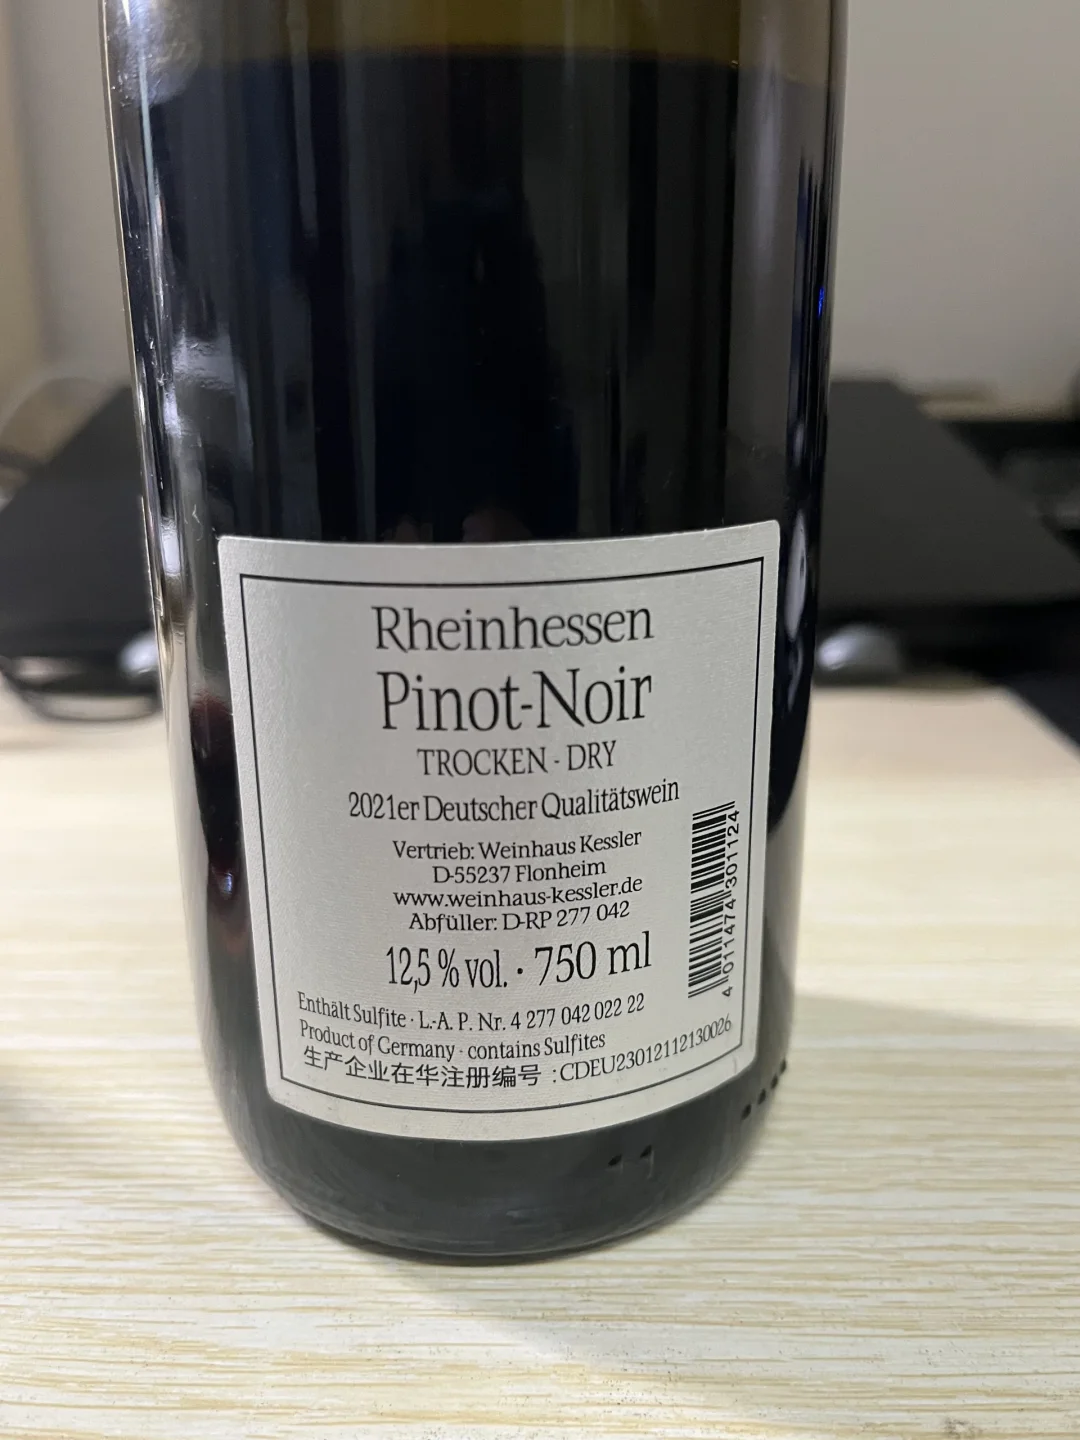 Rheinhessen
Pinot-Noir
TROCKEN · DRY
2021er Deutscher Qualitätswein
Vertrieb: Weinhaus Kessler
D-55237 Flonheim
www.weinhaus-kessler.de
Abfüller: D-RP 277 042
12,5 % vol. · 750 ml
Enthält Sulfite · L.-A. P. Nr. 4 277 042 022 22
Product of Germany · contains Sulfites
生产企业在华注册编号 :CDEU23012112130026
4 011474 301124